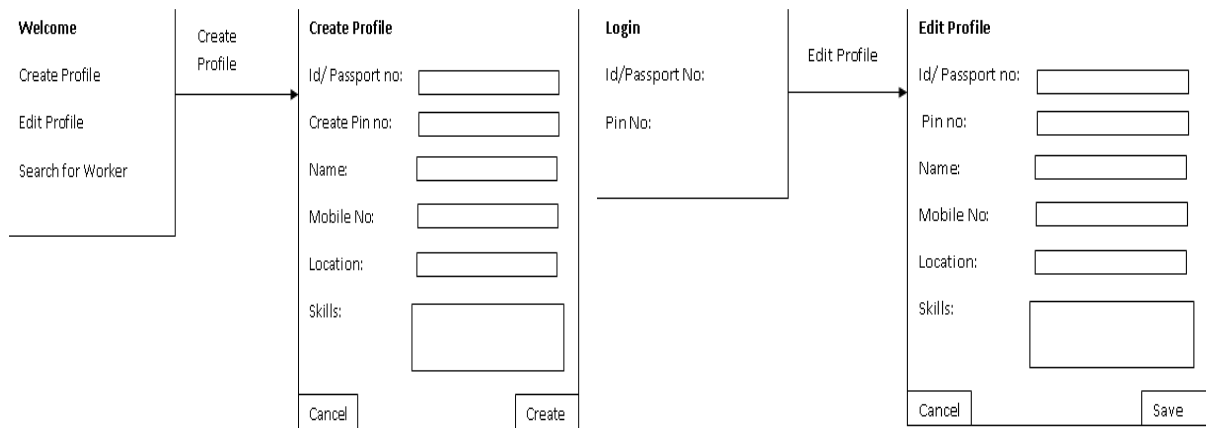 Welcome
Create Profile
Edit Profile
Search for Worker
Create
Profile
Create Profile
Id/ Passport no:
Create Pin no:
Name:
Mobile No:
Location:
Skills:
Cancel
Create
Login
Id/Passport No:
Pin No:
Edit Profile
Edit Profile
Id/ Passport no:
Pin no:
Name:
Mobile No:
Location:
Skills:
Cancel
Save